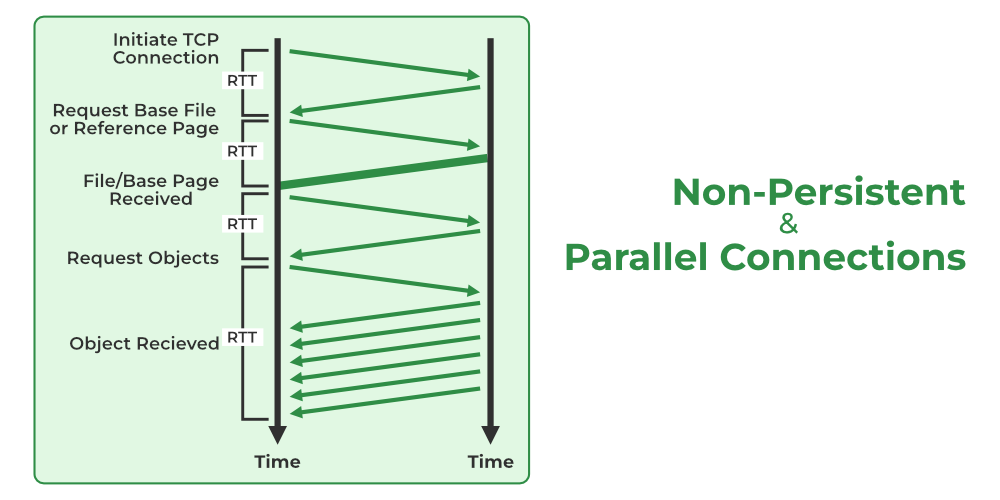 Initiate TCP
Connection
RTT
Request Base File
or Reference Page
RTT
File/Base Page
Received
RTT
Request Objects
RTT
Object Recieved
Time
Time
Non-Persistent
&
Parallel Connections